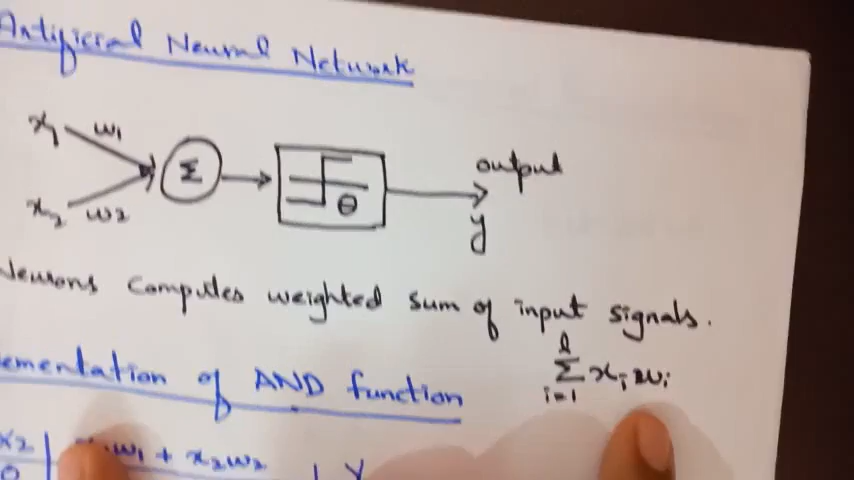 Artificial Neural Network
x₁ w₁
Σ
output
θ
x₂ w₂
y
Neurons computes weighted sum of input signals.
l
Σ xᵢ wᵢ
i=1
ementation of AND function
x2 w₁ + x₂w₂ Y
0